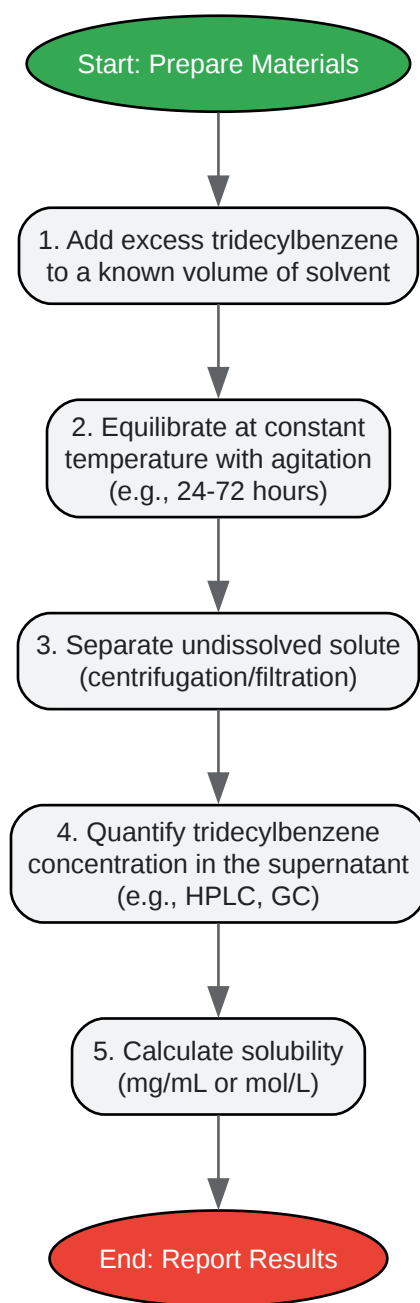 Start: Prepare Materials
1. Add excess tridecylbenzene
to a known volume of solvent
2. Equilibrate at constant
temperature with agitation
(e.g., 24-72 hours)
3. Separate undissolved solute
(centrifugation/filtration)
4. Quantify tridecylbenzene
concentration in the supernatant
(e.g., HPLC, GC)
5. Calculate solubility
(mg/mL or mol/L)
End: Report Results